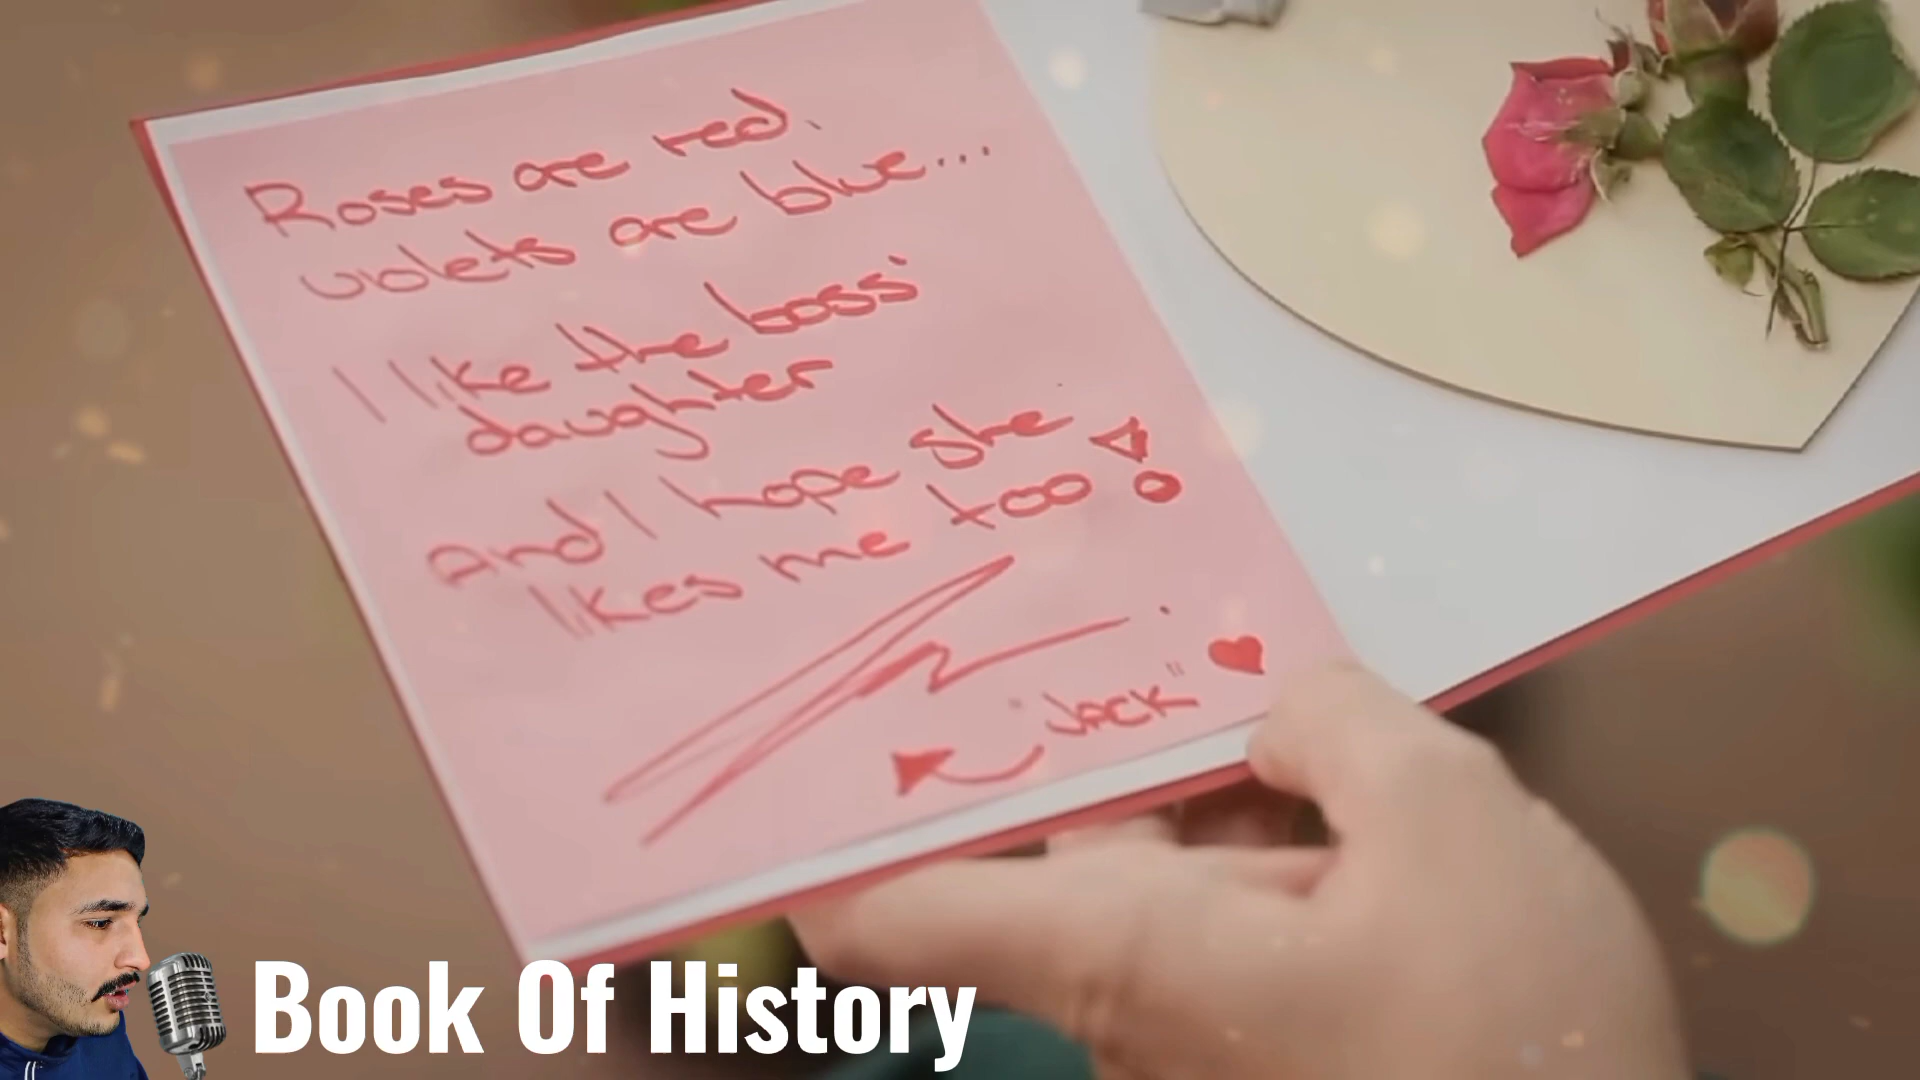 Roses are red.
violets are blue...
I like the boss'
daughter
and I hope she
likes me too!
"Jack"
Book Of History